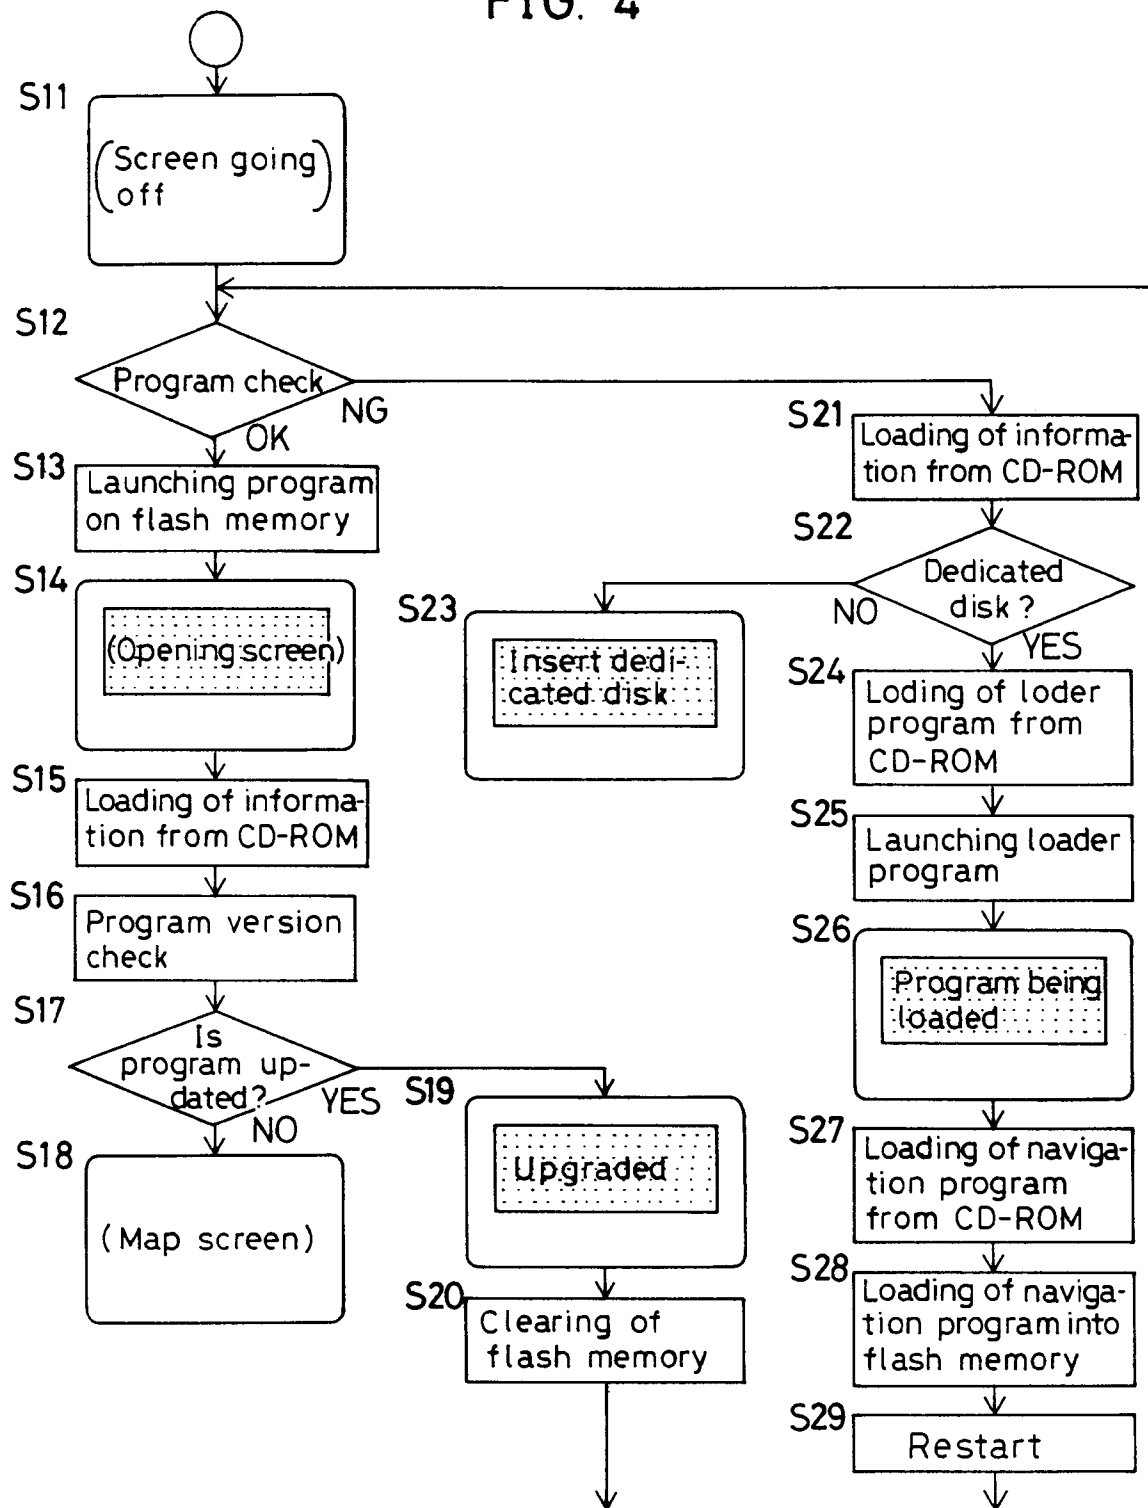 FIG. 4
S11
(Screen going
off)
S12
Program check
NG
OK
S13
Launching program
on flash memory
S14
(Opening screen)
S15
Loading of informa-
tion from CD-ROM
S16
Program version
check
S17
Is
program up-
dated?
YES
NO
S18
(Map screen)
S19
Upgraded
S20
Clearing of
flash memory
S21
Loading of informa-
tion from CD-ROM
S22
Dedicated
disk?
NO
YES
S23
Insert dedi-
cated disk
S24
Loding of loder
program from
CD-ROM
S25
Launching loader
program
S26
Program being
loaded
S27
Loading of naviga-
tion program
from CD-ROM
S28
Loading of naviga-
tion program into
flash memory
S29
Restart